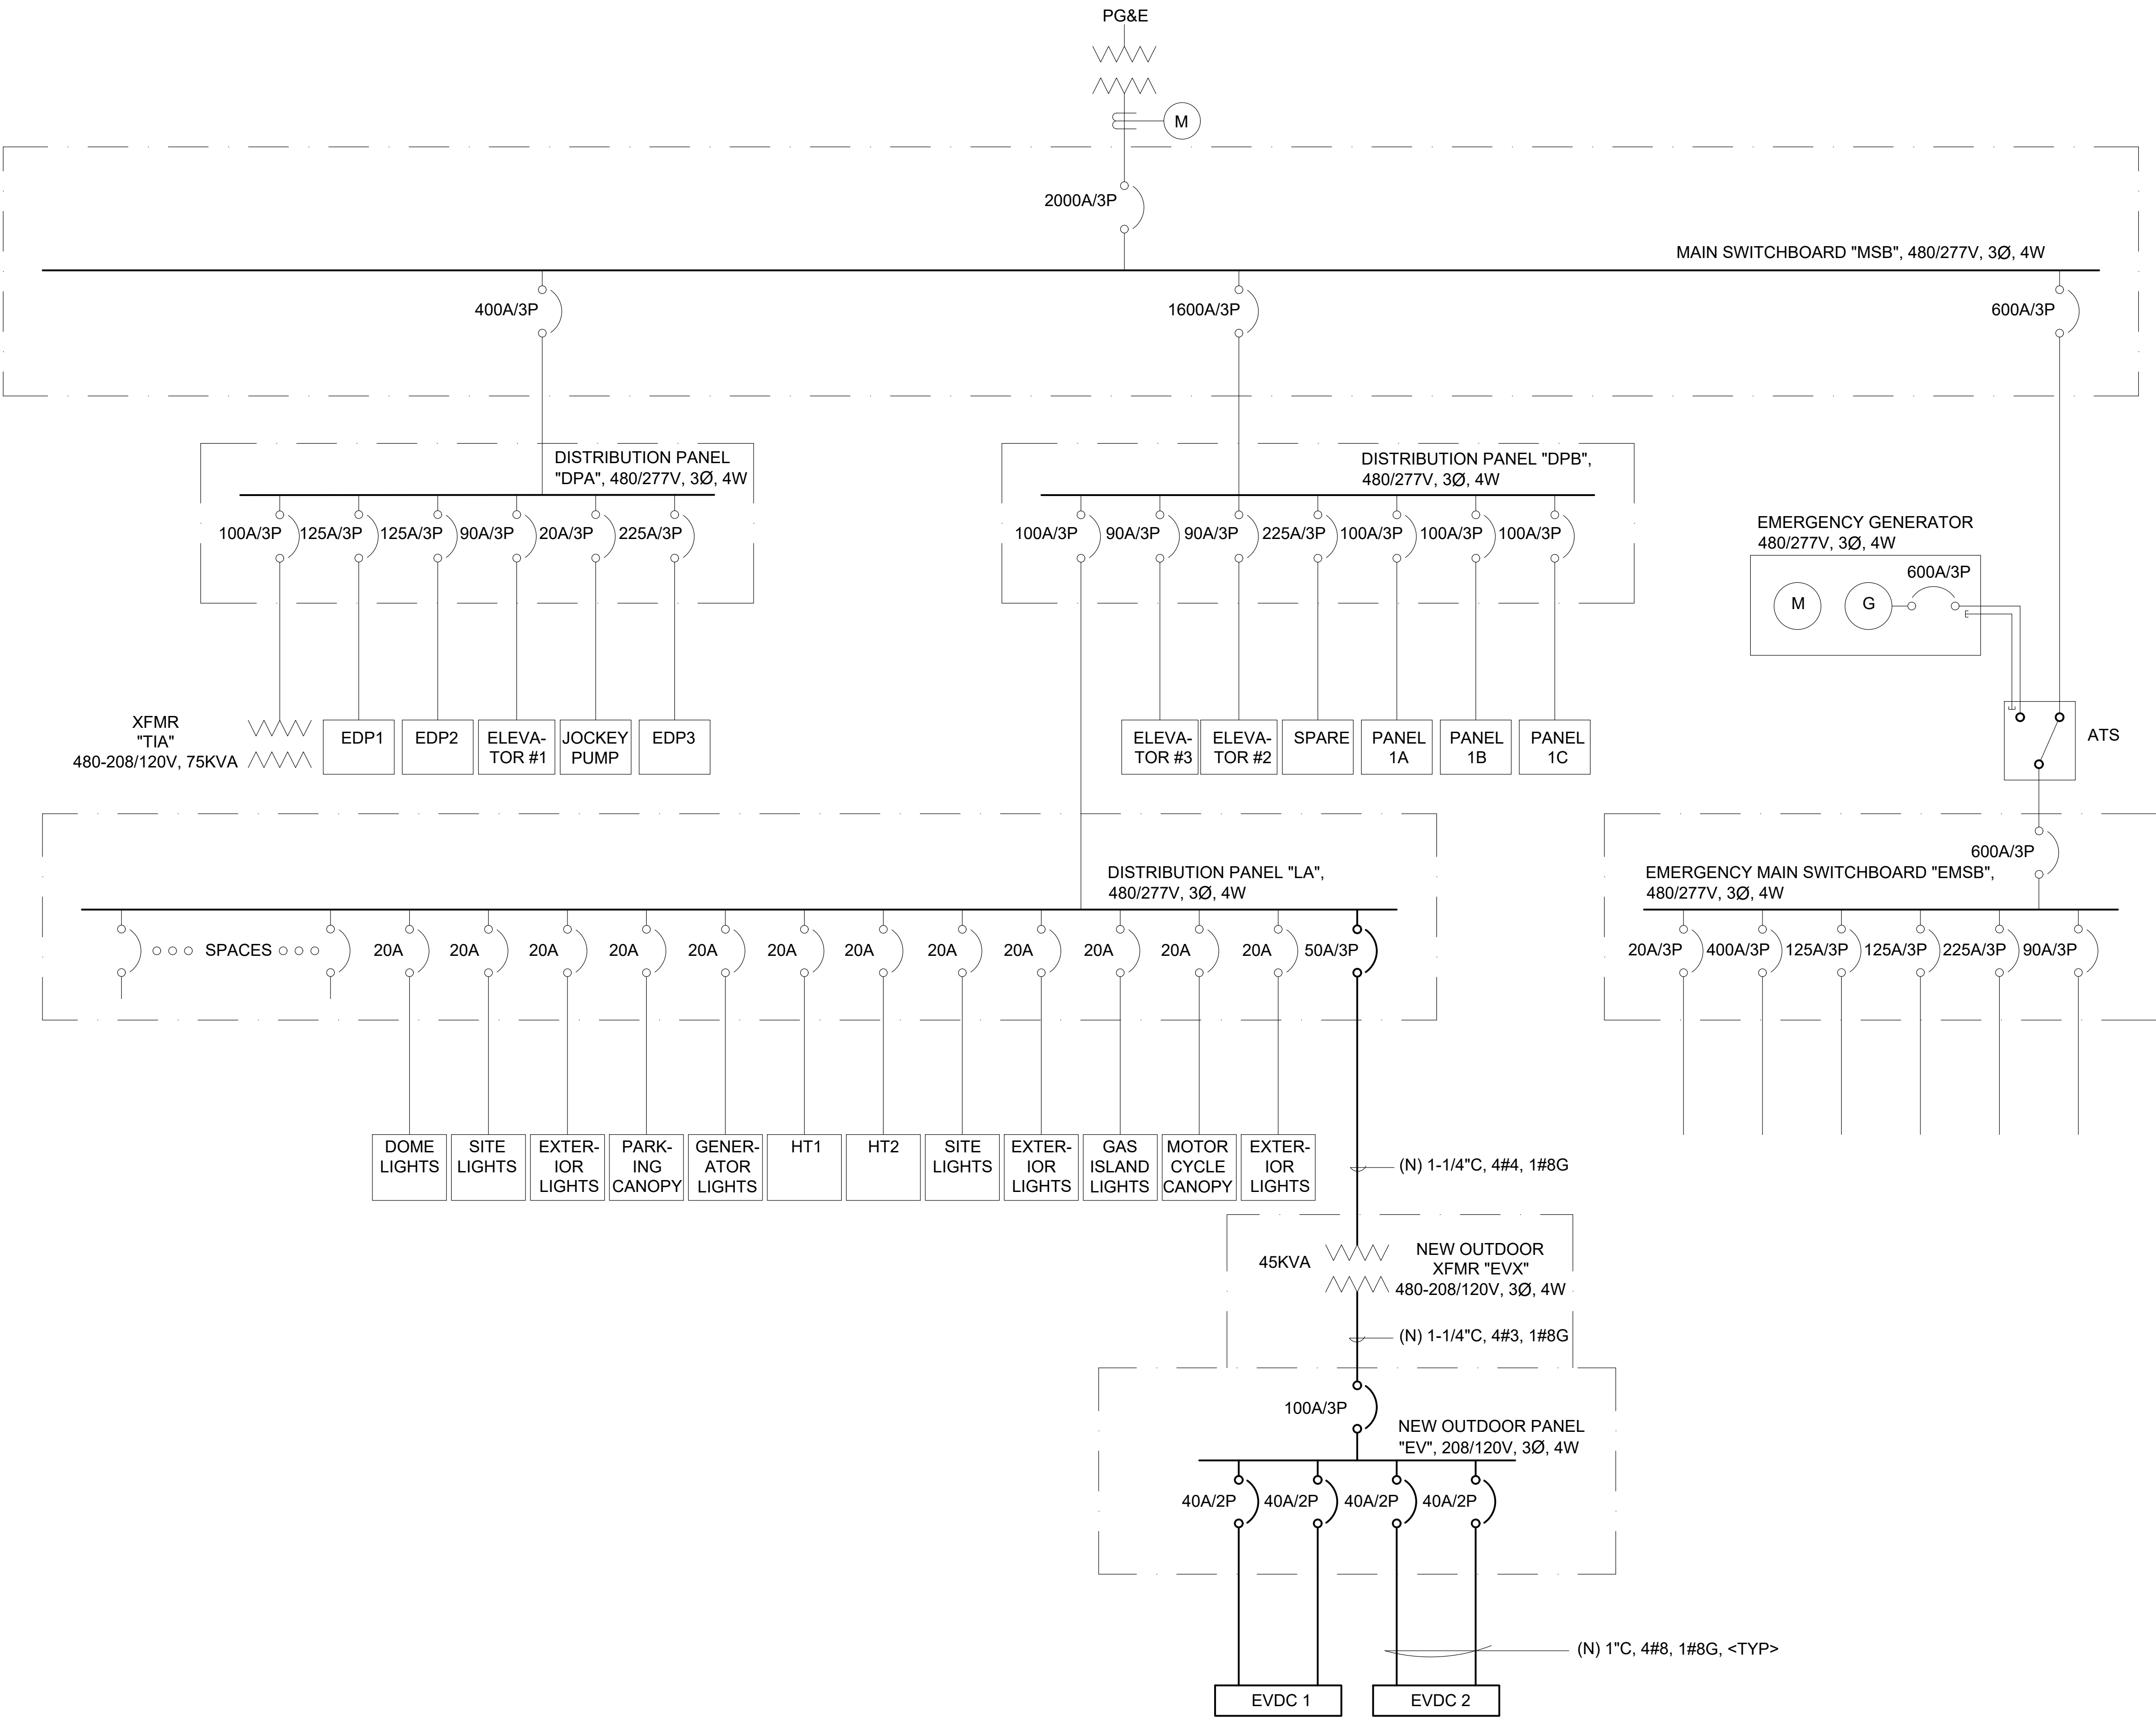 PG&E
M
2000A/3P
MAIN SWITCHBOARD "MSB", 480/277V, 3Ø, 4W
400A/3P
1600A/3P
600A/3P
DISTRIBUTION PANEL
"DPA", 480/277V, 3Ø, 4W
100A/3P
125A/3P
125A/3P
90A/3P
20A/3P
225A/3P
XFMR
"TIA"
480-208/120V, 75KVA
EDP1
EDP2
ELEVA-
TOR #1
JOCKEY
PUMP
EDP3
DISTRIBUTION PANEL "DPB",
480/277V, 3Ø, 4W
100A/3P
90A/3P
90A/3P
225A/3P
100A/3P
100A/3P
100A/3P
ELEVA-
TOR #3
ELEVA-
TOR #2
SPARE
PANEL
1A
PANEL
1B
PANEL
1C
EMERGENCY GENERATOR
480/277V, 3Ø, 4W
600A/3P
M
G
ATS
DISTRIBUTION PANEL "LA",
480/277V, 3Ø, 4W
SPACES
20A
20A
20A
20A
20A
20A
20A
20A
20A
20A
20A
20A
50A/3P
DOME
LIGHTS
SITE
LIGHTS
EXTER-
IOR
LIGHTS
PARK-
ING
CANOPY
GENER-
ATOR
LIGHTS
HT1
HT2
SITE
LIGHTS
EXTER-
IOR
LIGHTS
GAS
ISLAND
LIGHTS
MOTOR
CYCLE
CANOPY
EXTER-
IOR
LIGHTS
600A/3P
EMERGENCY MAIN SWITCHBOARD "EMSB",
480/277V, 3Ø, 4W
20A/3P
400A/3P
125A/3P
125A/3P
225A/3P
90A/3P
(N) 1-1/4"C, 4#4, 1#8G
45KVA
NEW OUTDOOR
XFMR "EVX"
480-208/120V, 3Ø, 4W
(N) 1-1/4"C, 4#3, 1#8G
100A/3P
NEW OUTDOOR PANEL
"EV", 208/120V, 3Ø, 4W
40A/2P
40A/2P
40A/2P
40A/2P
(N) 1"C, 4#8, 1#8G, <TYP>
EVDC 1
EVDC 2